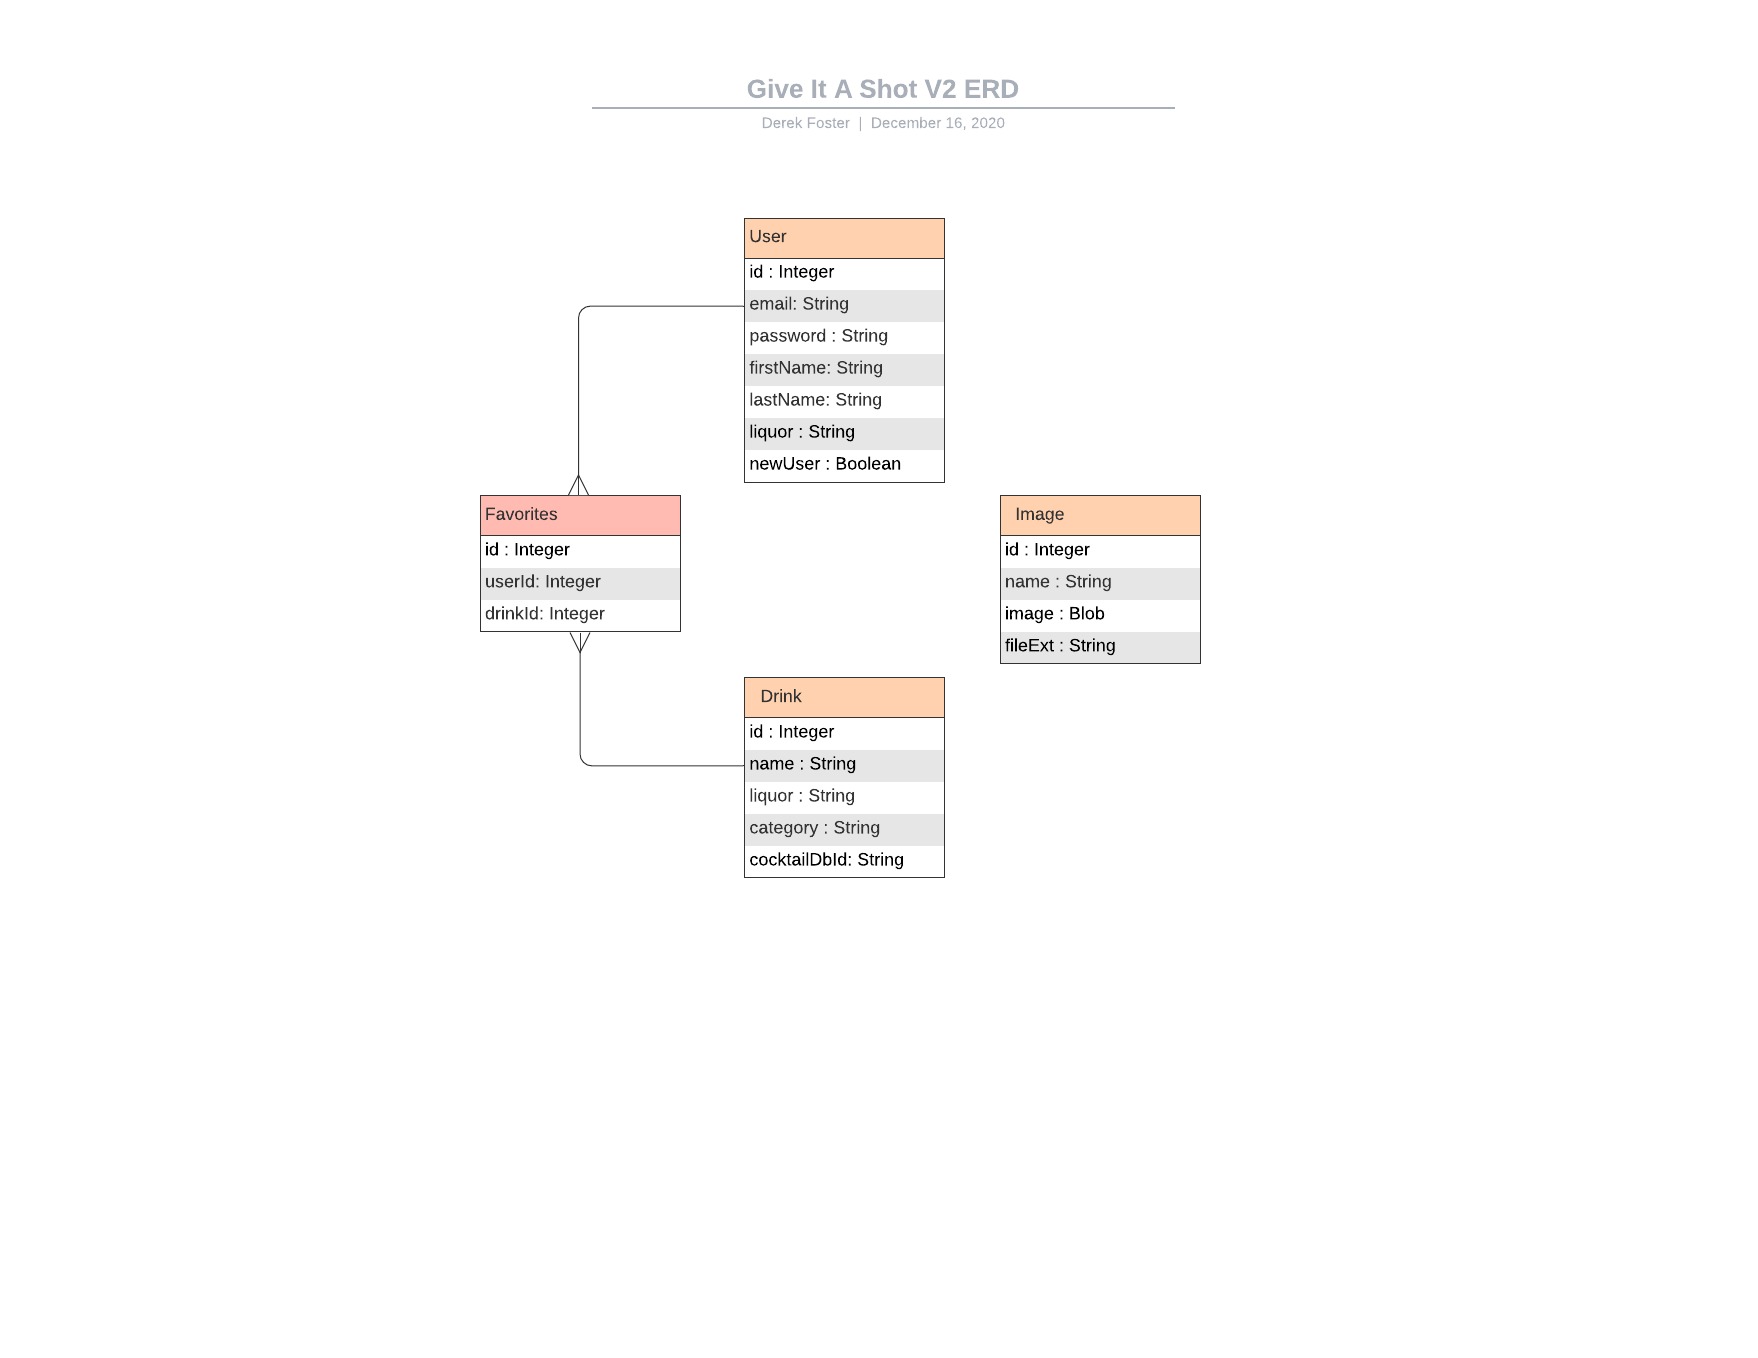 Give It A Shot V2 ERD
Derek Foster | December 16, 2020
User
id : Integer
email: String
password : String
firstName: String
lastName: String
liquor : String
newUser : Boolean
Favorites
id : Integer
userId: Integer
drinkId: Integer
Image
id : Integer
name : String
image : Blob
fileExt : String
Drink
id : Integer
name : String
liquor : String
category : String
cocktailDbId: String